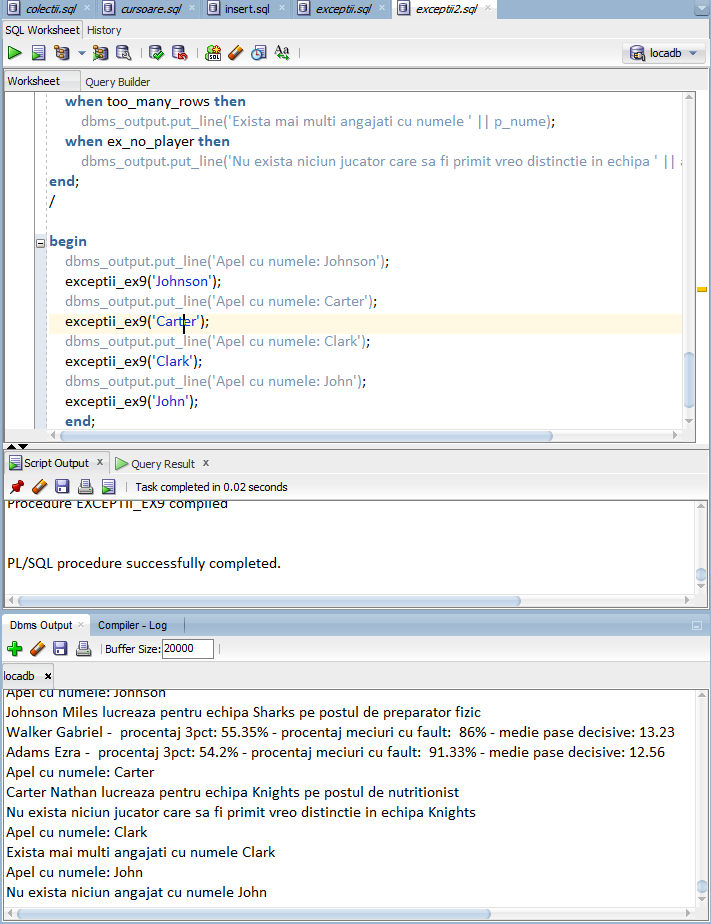 colectii.sql cursoare.sql insert.sql exceptii.sql exceptii2.sql
SQL Worksheet History
locadb
Worksheet Query Builder
when too_many_rows then
dbms_output.put_line('Exista mai multi angajati cu numele ' || p_nume);
when ex_no_player then
dbms_output.put_line('Nu exista niciun jucator care sa fi primit vreo distinctie in echipa ' ||
end;
/
begin
dbms_output.put_line('Apel cu numele: Johnson');
exceptii_ex9('Johnson');
dbms_output.put_line('Apel cu numele: Carter');
exceptii_ex9('Carter');
dbms_output.put_line('Apel cu numele: Clark');
exceptii_ex9('Clark');
dbms_output.put_line('Apel cu numele: John');
exceptii_ex9('John');
end;
Script Output x Query Result x
Task completed in 0.02 seconds
Procedure EXCEPTII_EX9 compiled
PL/SQL procedure successfully completed.
Dbms Output Compiler - Log
Buffer Size: 20000
locadb
Apel cu numele: Johnson
Johnson Miles lucreaza pentru echipa Sharks pe postul de preparator fizic
Walker Gabriel - procentaj 3pct: 55.35% - procentaj meciuri cu fault: 86% - medie pase decisive: 13.23
Adams Ezra - procentaj 3pct: 54.2% - procentaj meciuri cu fault: 91.33% - medie pase decisive: 12.56
Apel cu numele: Carter
Carter Nathan lucreaza pentru echipa Knights pe postul de nutritionist
Nu exista niciun jucator care sa fi primit vreo distinctie in echipa Knights
Apel cu numele: Clark
Exista mai multi angajati cu numele Clark
Apel cu numele: John
Nu exista niciun angajat cu numele John